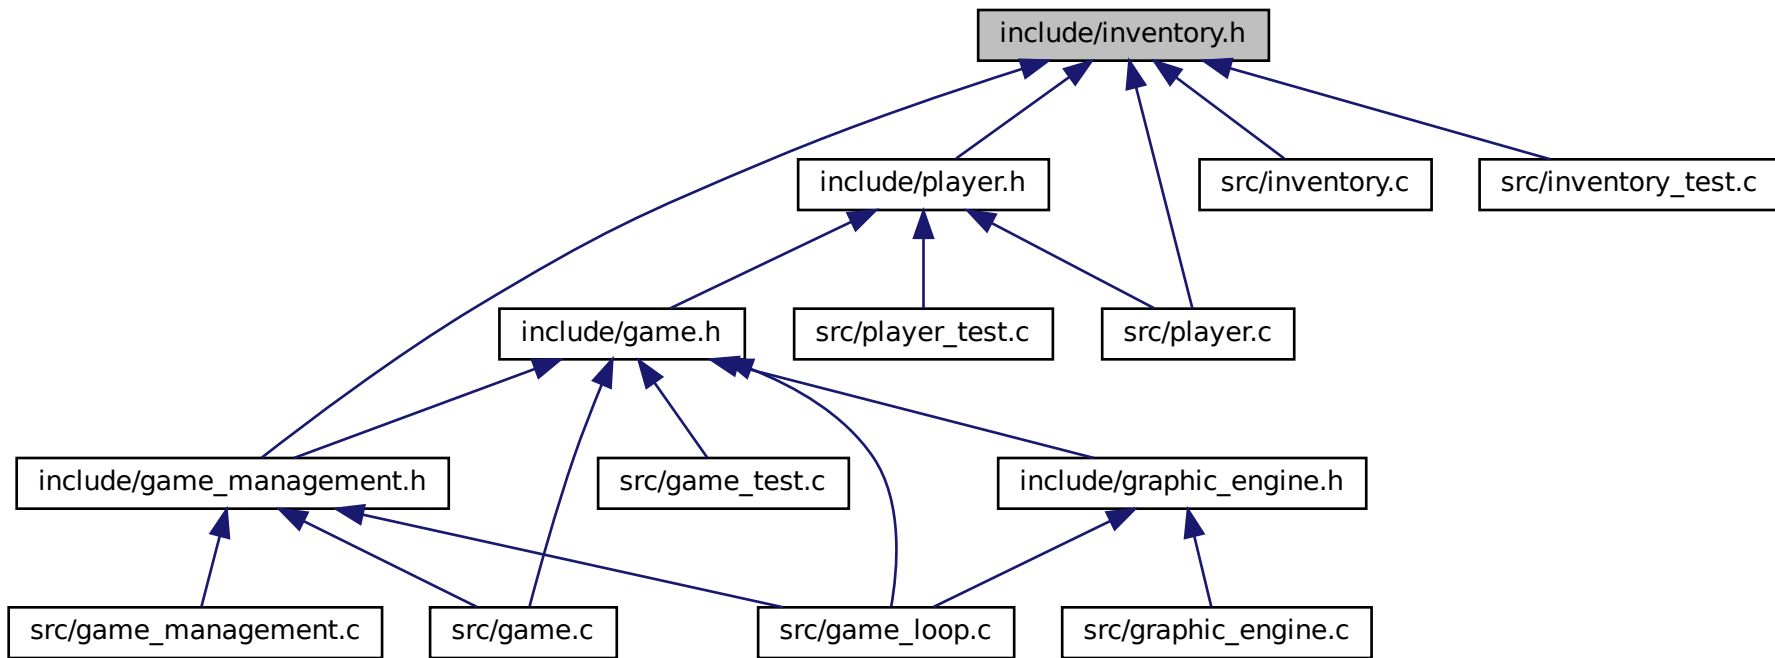 include/inventory.h
include/player.h
src/inventory.c
src/inventory_test.c
include/game.h
src/player_test.c
src/player.c
include/game_management.h
src/game_test.c
include/graphic_engine.h
src/game_management.c
src/game.c
src/game_loop.c
src/graphic_engine.c